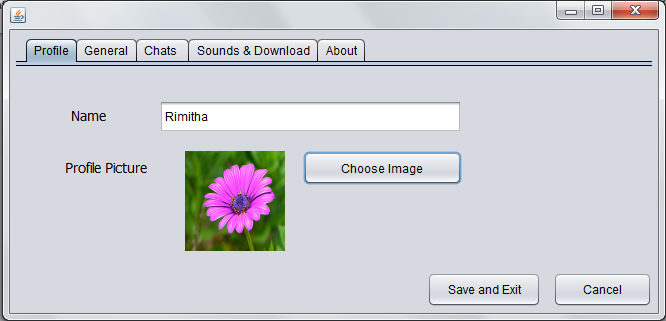 Profile General Chats Sounds & Download About
Name Rimitha
Profile Picture Choose Image
Save and Exit Cancel